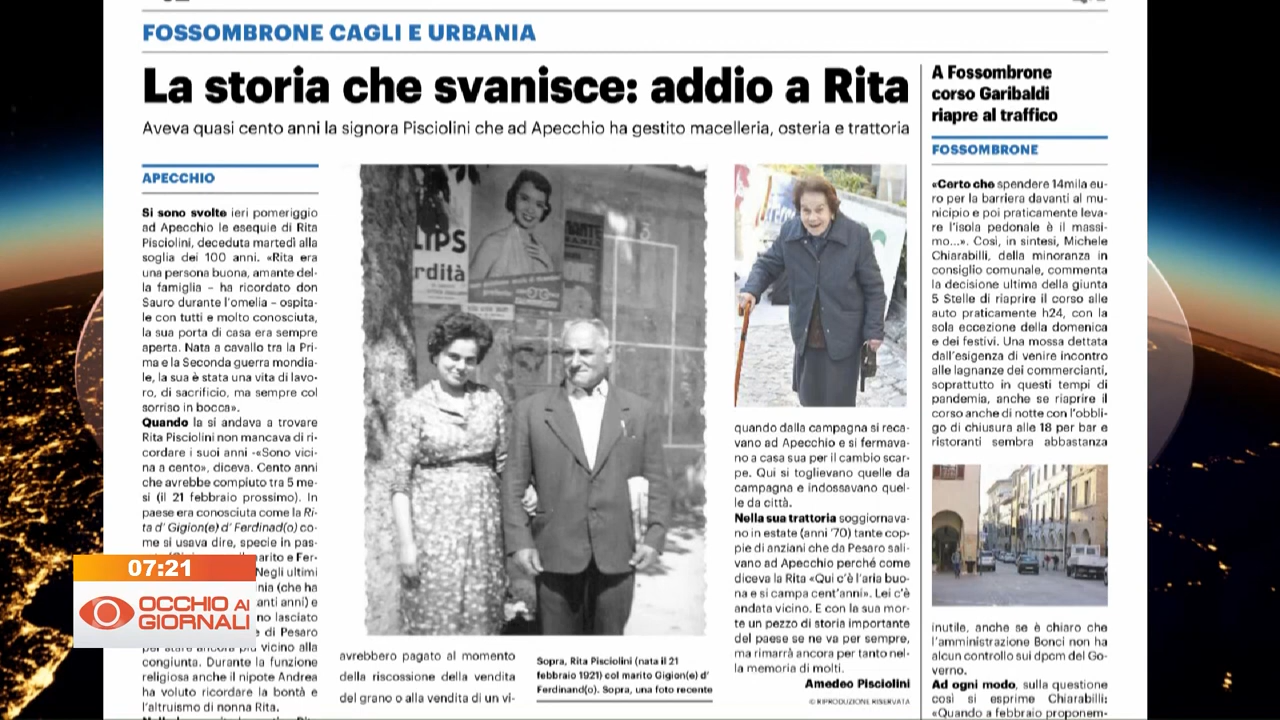 FOSSOMBRONE CAGLI E URBANIA
La storia che svanisce: addio a Rita
Aveva quasi cento anni la signora Pisciolini che ad Apecchio ha gestito macelleria, osteria e trattoria
APECCHIO
Si sono svolte ieri pomeriggio
ad Apecchio le esequie di Rita
Pisciolini, deceduta martedì alla
soglia dei 100 anni. «Rita era
una persona buona, amante del-
la famiglia – ha ricordato don
Sauro durante l'omelia – ospita-
le con tutti e molto conosciuta,
la sua porta di casa era sempre
aperta. Nata a cavallo tra la Pri-
ma e la Seconda guerra mondia-
le, la sua è stata una vita di lavo-
ro, di sacrificio, ma sempre col
sorriso in bocca».
Quando la si andava a trovare
Rita Pisciolini non mancava di ri-
cordare i suoi anni -«Sono vici-
na a cento», diceva. Cento anni
che avrebbe compiuto tra 5 me-
si (il 21 febbraio prossimo). In
paese era conosciuta come la Ri-
ta d' Gigion(e) d' Ferdinad(o) co-
me si usava dire, specie in pas-
arito e Fer-
Negli ultimi
nia (che ha
anti anni) e
no lasciato
e di Pesaro
per stare ancora più vicino alla
congiunta. Durante la funzione
religiosa anche il nipote Andrea
ha voluto ricordare la bontà e
l'altruismo di nonna Rita.
LIPS
rdità
avrebbero pagato al momento
della riscossione della vendita
del grano o alla vendita di un vi-
Sopra, Rita Pisciolini (nata il 21
febbraio 1921) col marito Gigion(e) d'
Ferdinand(o). Sopra, una foto recente
quando dalla campagna si reca-
vano ad Apecchio e si fermava-
no a casa sua per il cambio scar-
pe. Qui si toglievano quelle da
campagna e indossavano quel-
le da città.
Nella sua trattoria soggiornava-
no in estate (anni '70) tante cop-
pie di anziani che da Pesaro sali-
vano ad Apecchio perché come
diceva la Rita «Qui c'è l'aria buo-
na e si campa cent'anni». Lei c'è
andata vicino. E con la sua mor-
te un pezzo di storia importante
del paese se ne va per sempre,
ma rimarrà ancora per tanto nel-
la memoria di molti.
Amedeo Pisciolini
© RIPRODUZIONE RISERVATA
A Fossombrone
corso Garibaldi
riapre al traffico
FOSSOMBRONE
«Certo che spendere 14mila eu-
ro per la barriera davanti al mu-
nicipio e poi praticamente leva-
re l'isola pedonale è il massi-
mo...». Così, in sintesi, Michele
Chiarabilli, della minoranza in
consiglio comunale, commenta
la decisione ultima della giunta
5 Stelle di riaprire il corso alle
auto praticamente h24, con la
sola eccezione della domenica
e dei festivi. Una mossa dettata
dall'esigenza di venire incontro
alle lagnanze dei commercianti,
soprattutto in questi tempi di
pandemia, anche se riaprire il
corso anche di notte con l'obbli-
go di chiusura alle 18 per bar e
ristoranti sembra abbastanza
inutile, anche se è chiaro che
l'amministrazione Bonci non ha
alcun controllo sui dpcm del Go-
verno.
Ad ogni modo, sulla questione
così si esprime Chiarabilli:
«Quando a febbraio proponem-
07:21
OCCHIO AI
GIORNALI